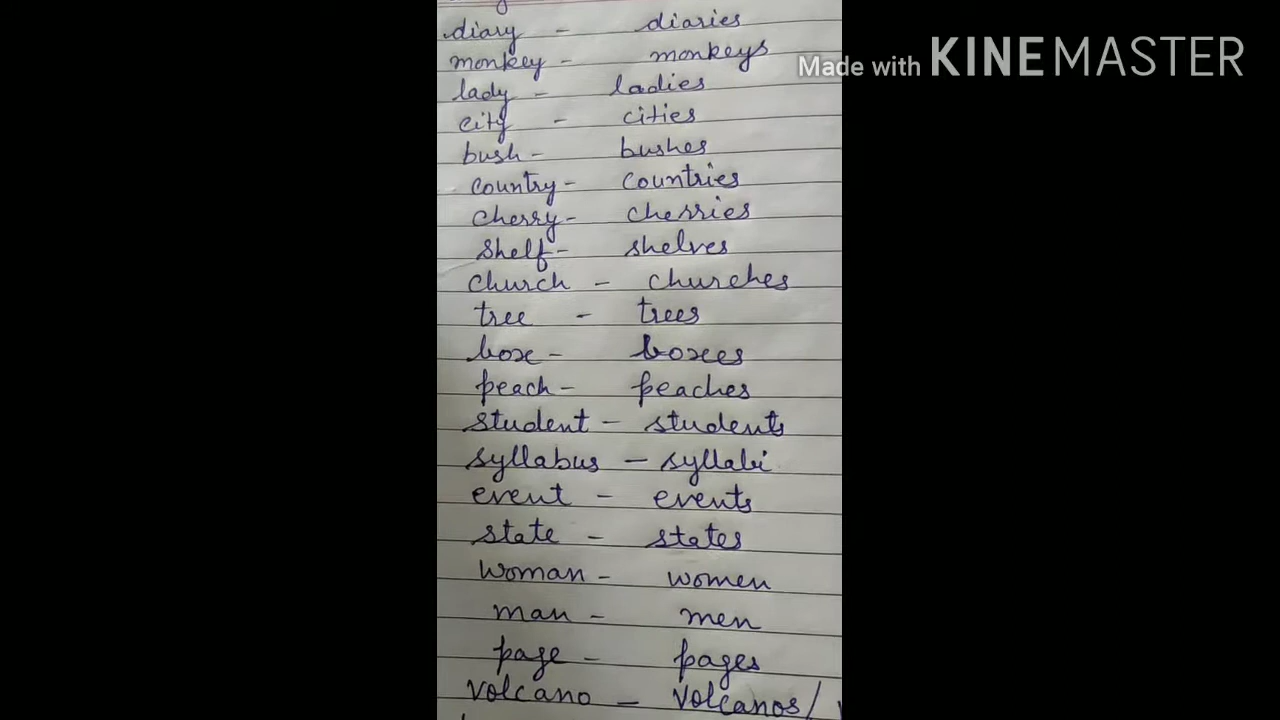 diary - diaries
monkey - monkeys
Made with KINEMASTER
lady - ladies
city - cities
bush - bushes
country - countries
cherry - cherries
shelf - shelves
church - churches
tree - trees
box - boxes
peach - peaches
student - students
syllabus - syllabi
event - events
state - states
woman - women
man - men
page - pages
volcano - volcanos/